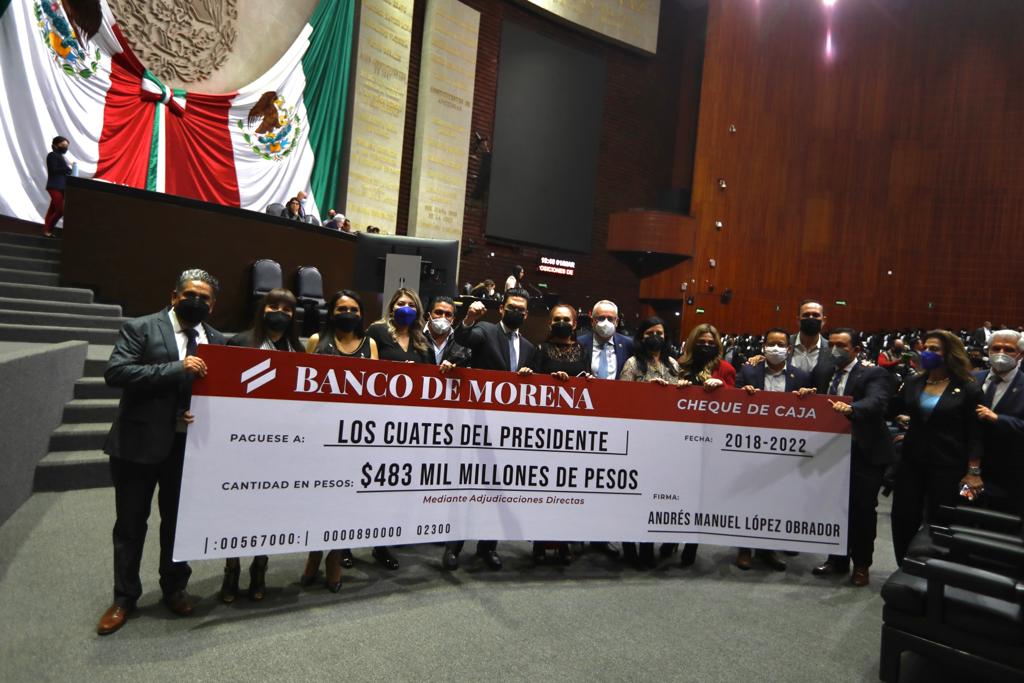 BANCO DE MORENA
CHEQUE DE CAJA
PAGUESE A: LOS CUATES DEL PRESIDENTE
FECHA: 2018-2022
CANTIDAD EN PESOS: $483 MIL MILLONES DE PESOS
Mediante Adjudicaciones Directas
FIRMA:
ANDRÉS MANUEL LÓPEZ OBRADOR
|:00567000:| 0000890000 02300